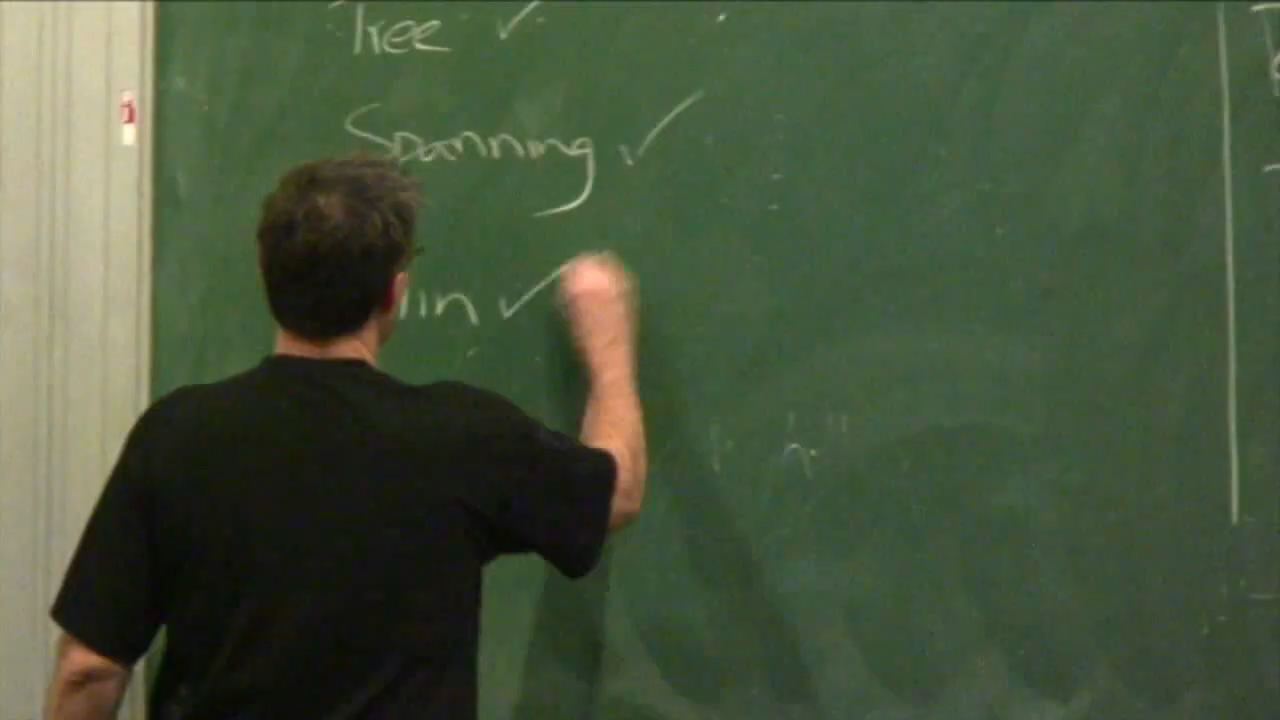 Tree ✓
Spanning ✓
Min ✓